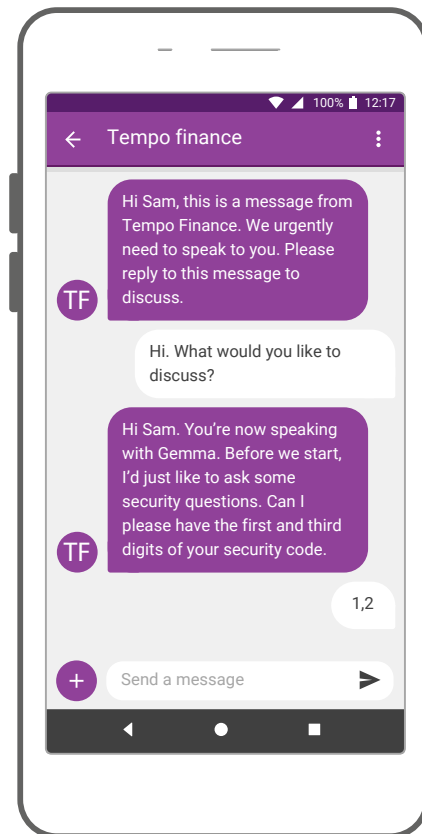 100% 12:17
Tempo finance
Hi Sam, this is a message from
Tempo Finance. We urgently
need to speak to you. Please
reply to this message to
discuss.
TF
Hi. What would you like to
discuss?
Hi Sam. You’re now speaking
with Gemma. Before we start,
I’d just like to ask some
security questions. Can I
please have the first and third
digits of your security code.
TF
1,2
Send a message